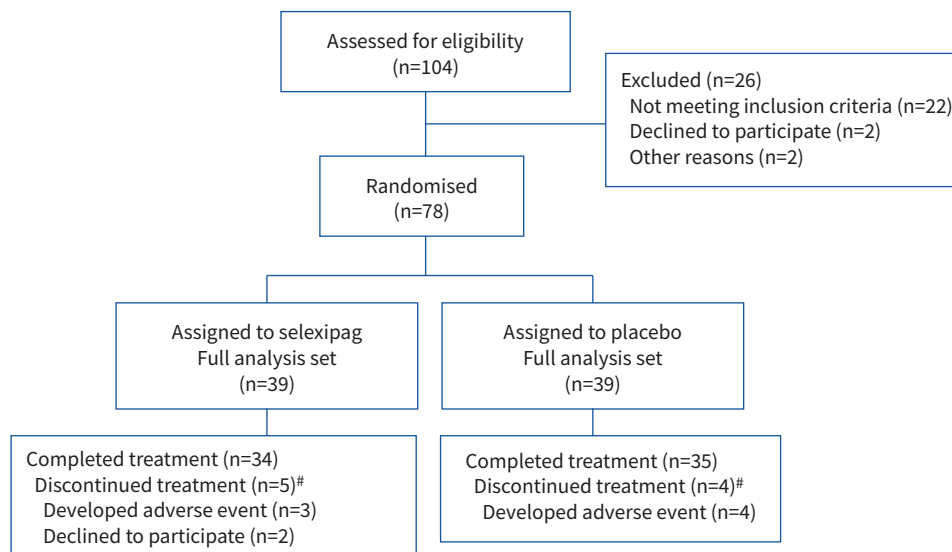 Assessed for eligibility
(n=104)
Excluded (n=26)
Not meeting inclusion criteria (n=22)
Declined to participate (n=2)
Other reasons (n=2)
Randomised
(n=78)
Assigned to selexipag
Full analysis set
(n=39)
Assigned to placebo
Full analysis set
(n=39)
Completed treatment (n=34)
Discontinued treatment (n=5)#
Developed adverse event (n=3)
Declined to participate (n=2)
Completed treatment (n=35)
Discontinued treatment (n=4)#
Developed adverse event (n=4)